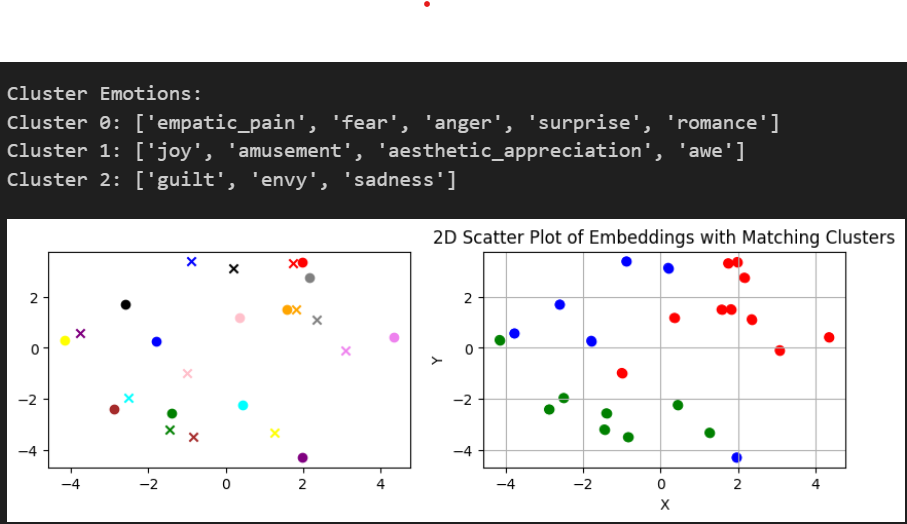 Cluster Emotions:
Cluster 0: ['empatic_pain', 'fear', 'anger', 'surprise', 'romance']
Cluster 1: ['joy', 'amusement', 'aesthetic_appreciation', 'awe']
Cluster 2: ['guilt', 'envy', 'sadness']
2D Scatter Plot of Embeddings with Matching Clusters
2
0
−2
−4
−4 −2 0 2 4
Y
2
0
−2
−4
−4 −2 0 2 4
X